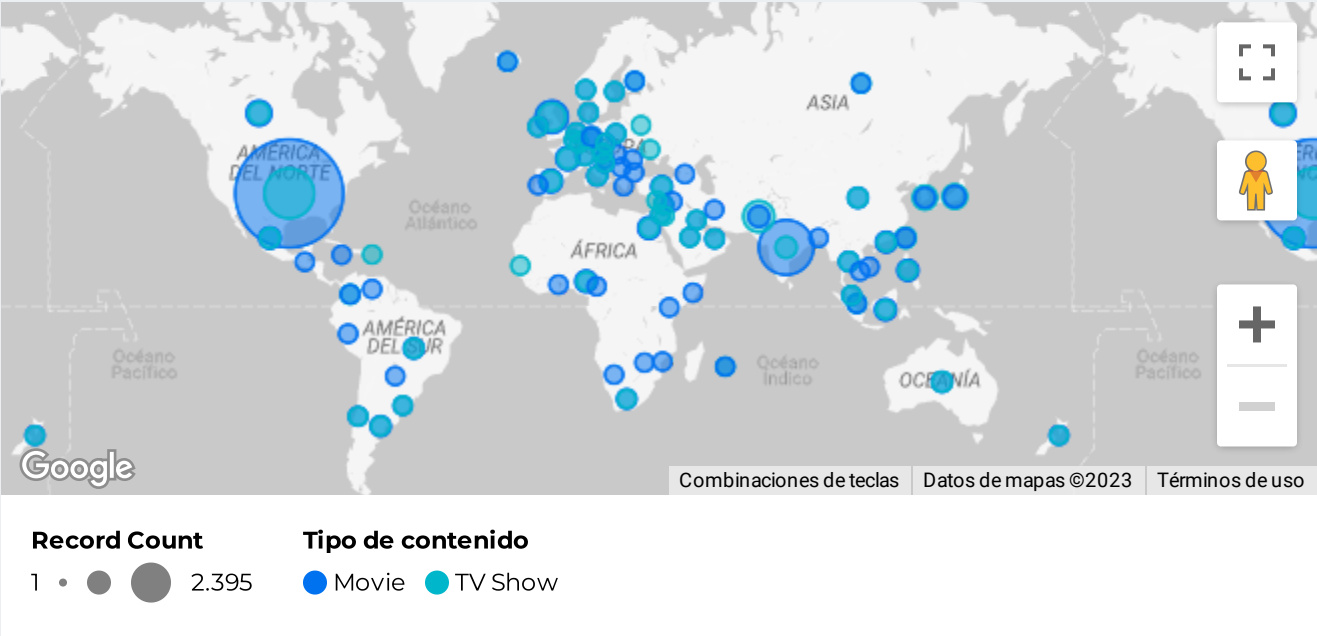 ASIA
AMÉRICA
DEL NORTE
Océano
Atlántico
ÁFRICA
AMÉRICA
DEL SUR
Océano
Pacífico
Océano
Índico
OCEANÍA
Océano
Pacífico
Google
Combinaciones de teclas
Datos de mapas ©2023
Términos de uso
Record Count
Tipo de contenido
1
2.395
Movie
TV Show